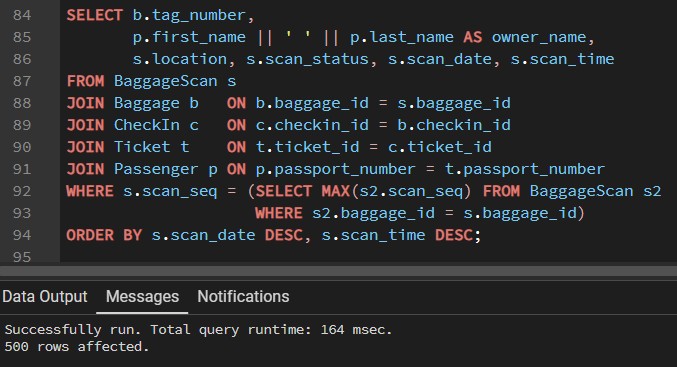 84 SELECT b.tag_number,
85 p.first_name || ' ' || p.last_name AS owner_name,
86 s.location, s.scan_status, s.scan_date, s.scan_time
87 FROM BaggageScan s
88 JOIN Baggage b ON b.baggage_id = s.baggage_id
89 JOIN CheckIn c ON c.checkin_id = b.checkin_id
90 JOIN Ticket t ON t.ticket_id = c.ticket_id
91 JOIN Passenger p ON p.passport_number = t.passport_number
92 WHERE s.scan_seq = (SELECT MAX(s2.scan_seq) FROM BaggageScan s2
93 WHERE s2.baggage_id = s.baggage_id)
94 ORDER BY s.scan_date DESC, s.scan_time DESC;
95
Data Output Messages Notifications
Successfully run. Total query runtime: 164 msec.
500 rows affected.